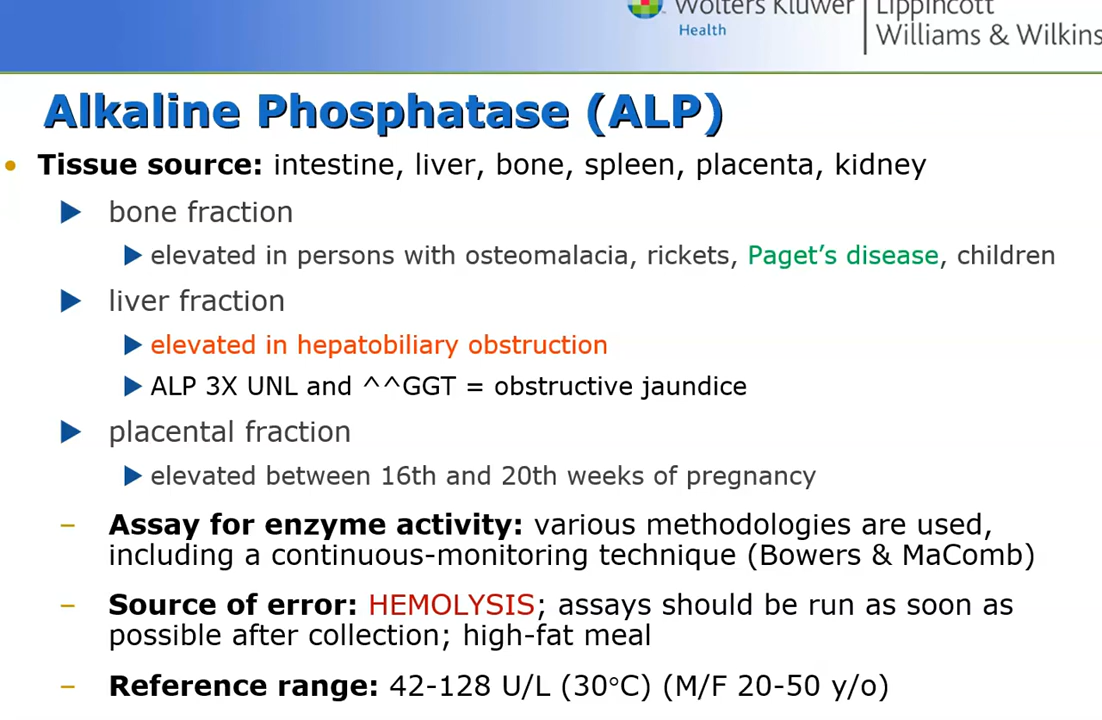 Wolters Kluwer
Health
Lippincott
Williams & Wilkins
Alkaline Phosphatase (ALP)
• Tissue source: intestine, liver, bone, spleen, placenta, kidney
▶ bone fraction
▶ elevated in persons with osteomalacia, rickets, Paget’s disease, children
▶ liver fraction
▶ elevated in hepatobiliary obstruction
▶ ALP 3X UNL and ^^GGT = obstructive jaundice
▶ placental fraction
▶ elevated between 16th and 20th weeks of pregnancy
– Assay for enzyme activity: various methodologies are used,
including a continuous-monitoring technique (Bowers & MaComb)
– Source of error: HEMOLYSIS; assays should be run as soon as
possible after collection; high-fat meal
– Reference range: 42-128 U/L (30°C) (M/F 20-50 y/o)